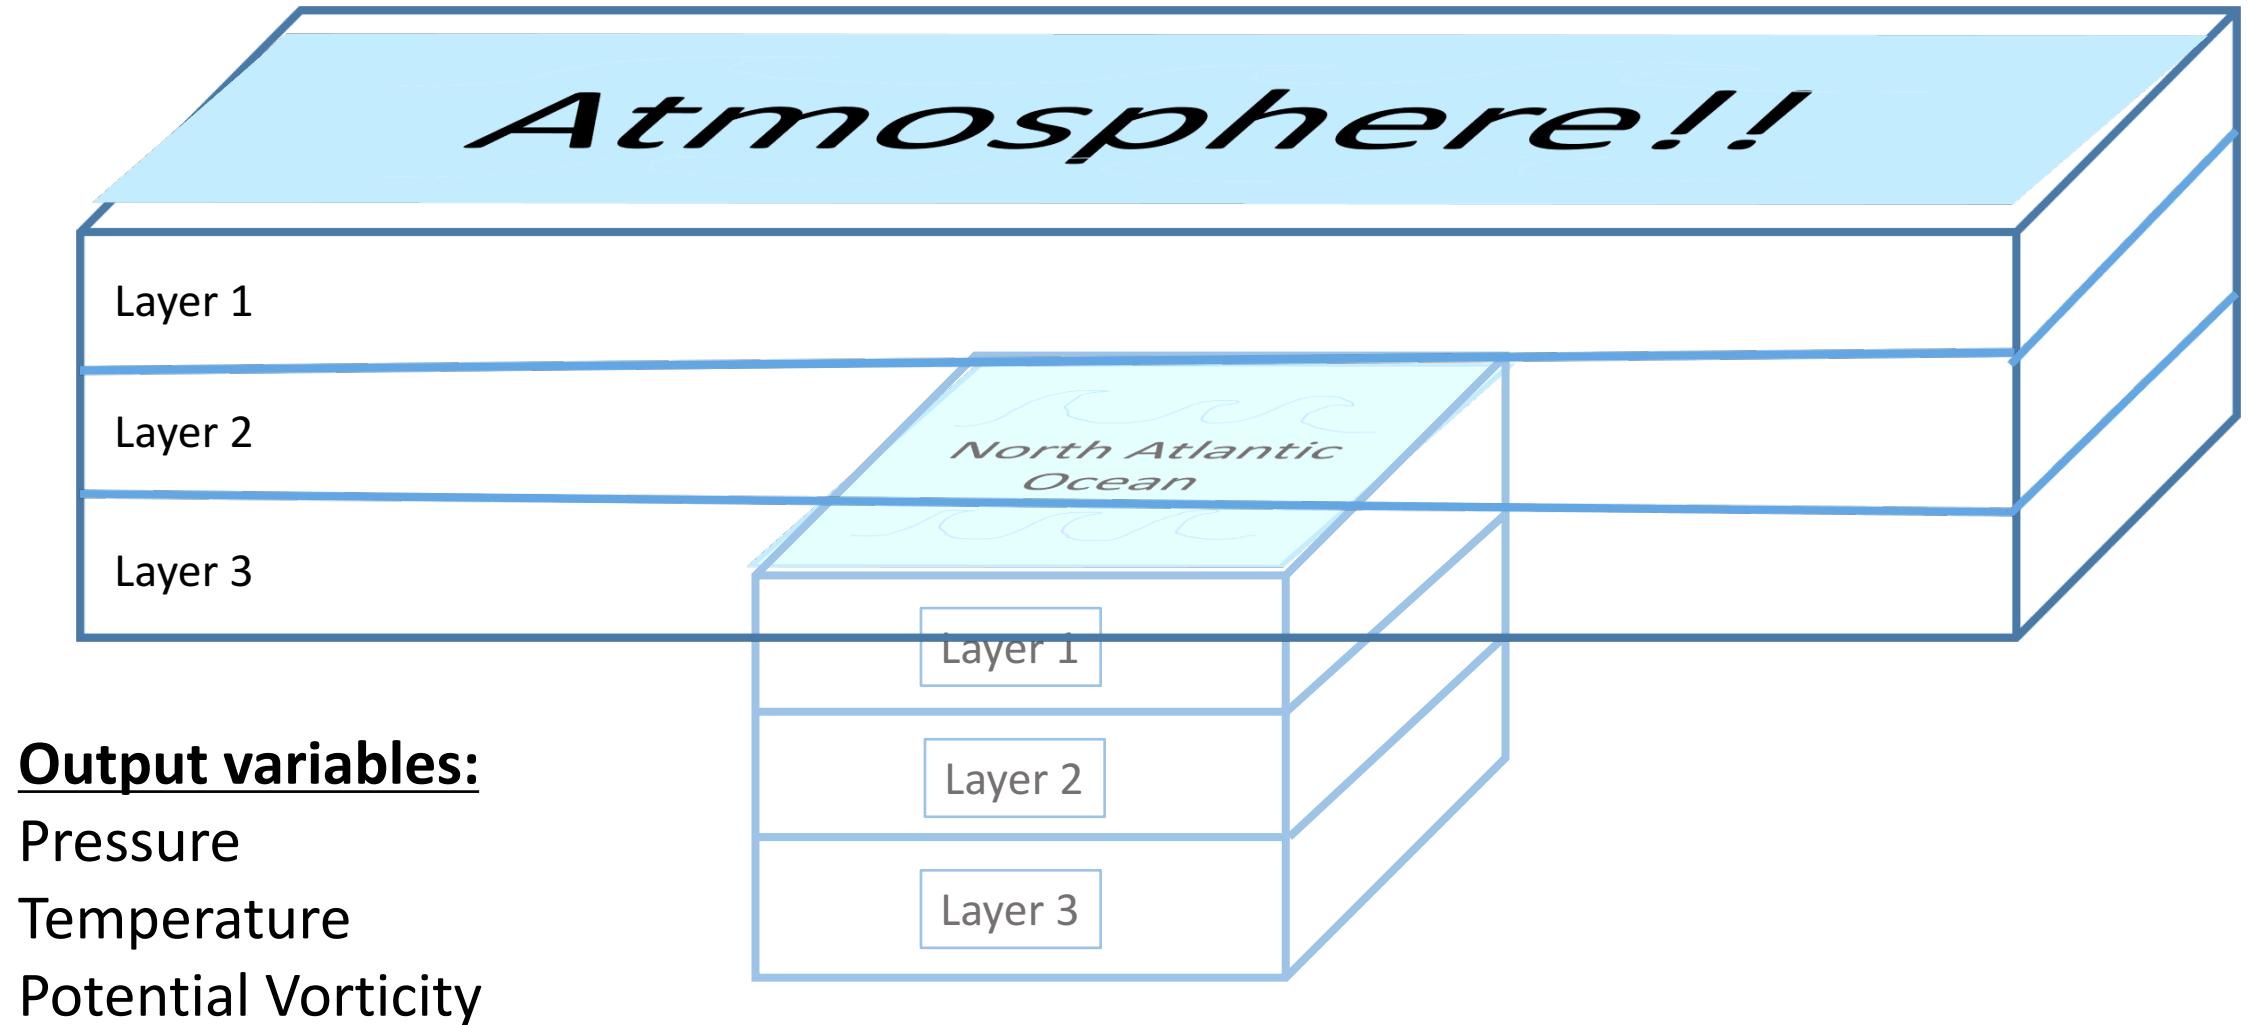 Atmosphere!!
Layer 1
Layer 2
Layer 3
North Atlantic
Ocean
Layer 1
Layer 2
Layer 3
Output variables:
Pressure
Temperature
Potential Vorticity